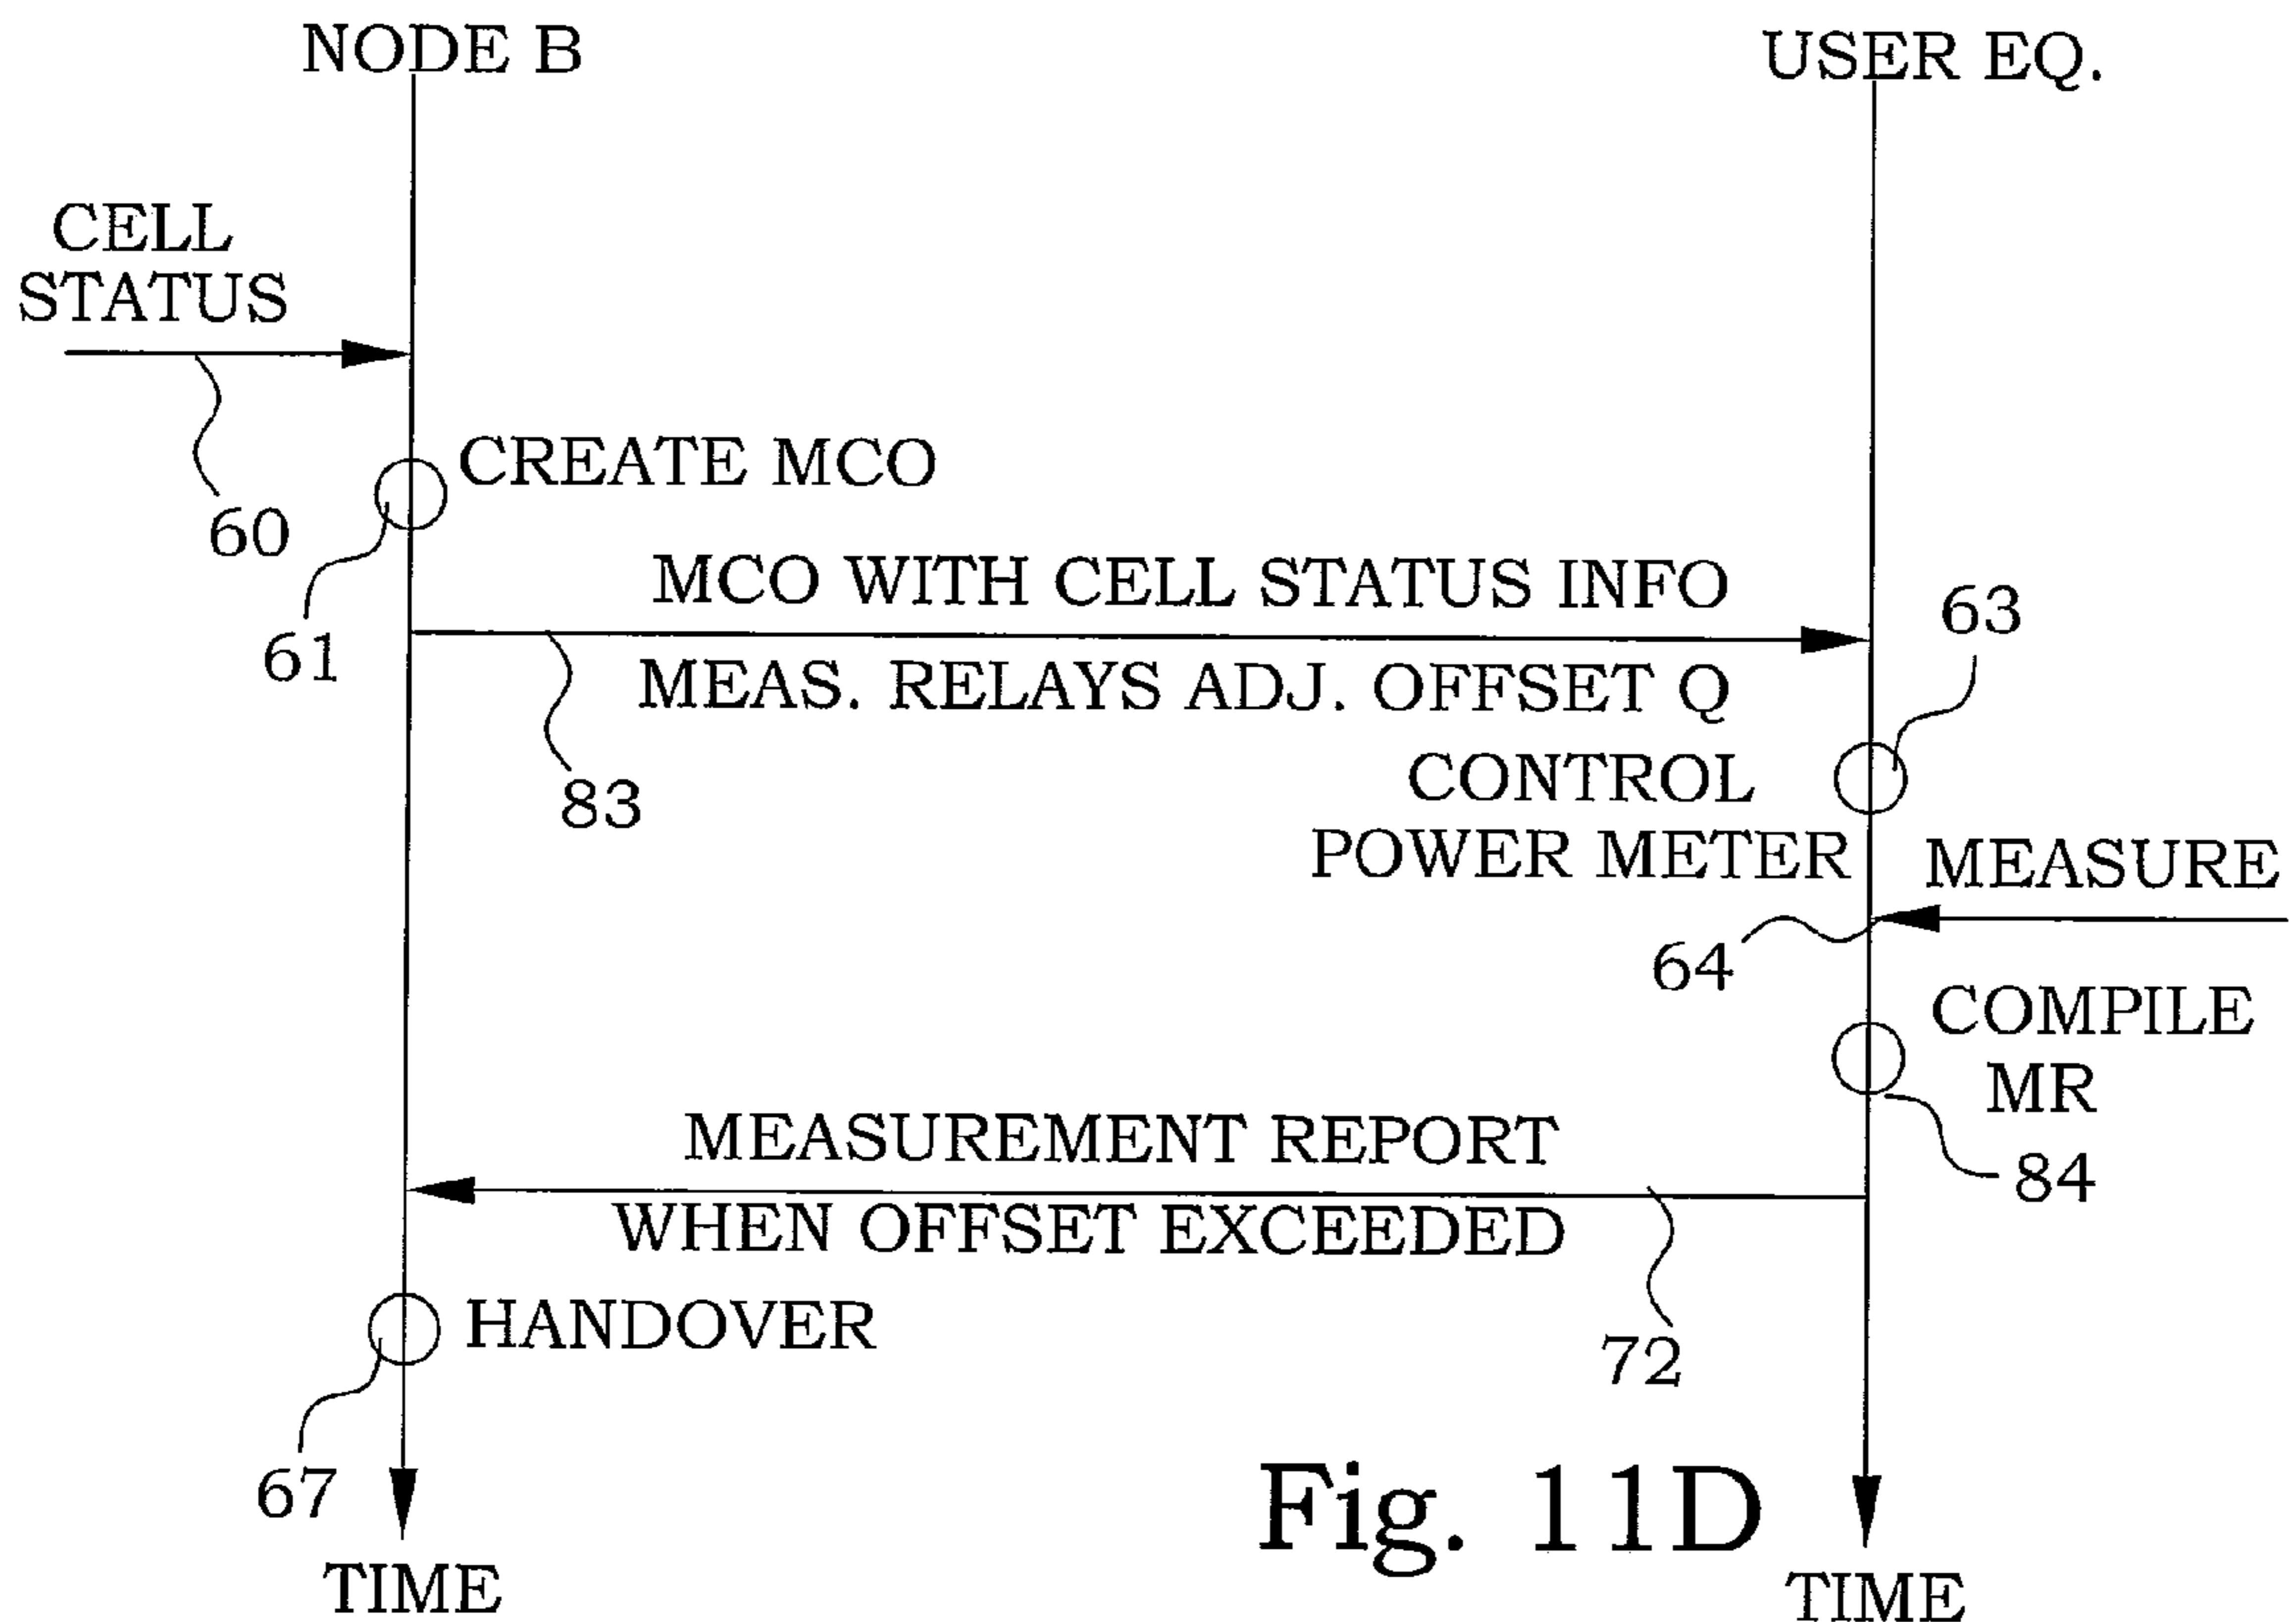 NODE B
USER EQ.
CELL
STATUS
60
CREATE MCO
61
MCO WITH CELL STATUS INFO
MEAS. RELAYS ADJ. OFFSET Q
83
63
CONTROL
POWER METER
MEASURE
64
COMPILE
MR
84
MEASUREMENT REPORT
WHEN OFFSET EXCEEDED
72
HANDOVER
67
Fig. 11D
TIME
TIME